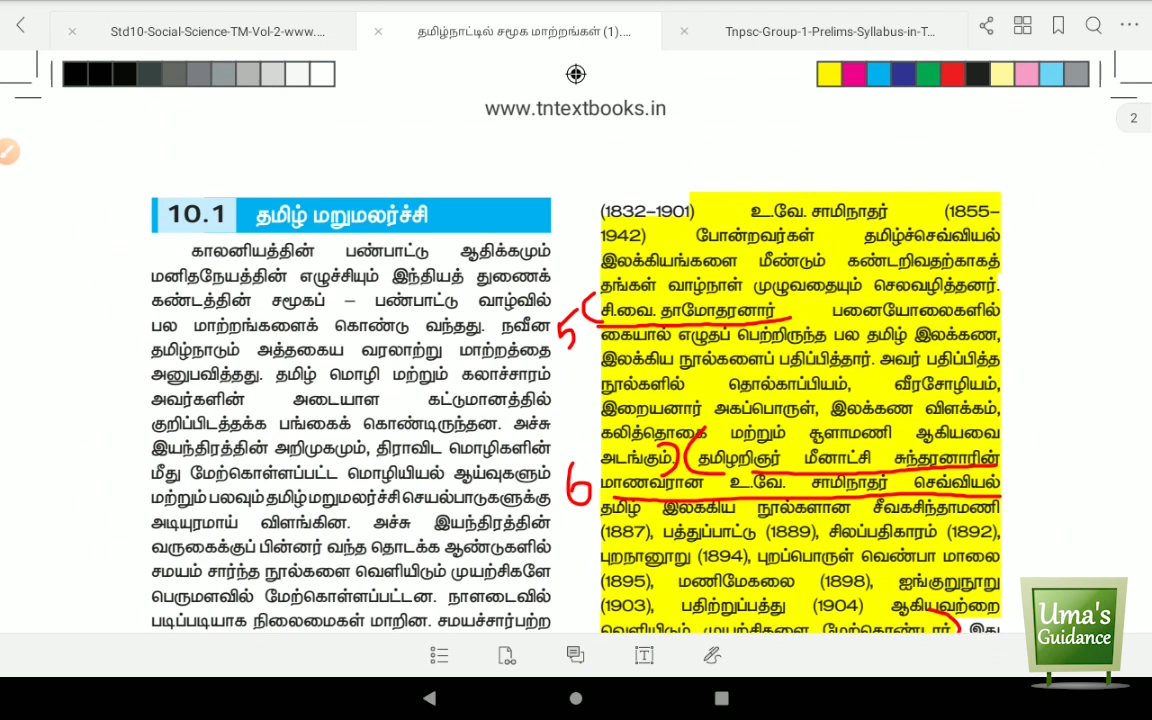 Std10-Social-Science-TM-Vol-2-www....
தமிழ்நாட்டில் சமூக மாற்றங்கள் (1)....
Tnpsc-Group-1-Prelims-Syllabus-in-T...
www.tntextbooks.in
2
10.1 தமிழ் மறுமலர்ச்சி
காலனியத்தின் பண்பாட்டு ஆதிக்கமும்
மனிதநேயத்தின் எழுச்சியும் இந்தியத் துணைக்
கண்டத்தின் சமூகப் – பண்பாட்டு வாழ்வில்
பல மாற்றங்களைக் கொண்டு வந்தது. நவீன
தமிழ்நாடும் அத்தகைய வரலாற்று மாற்றத்தை
அனுபவித்தது. தமிழ் மொழி மற்றும் கலாச்சாரம்
அவர்களின் அடையாள கட்டுமானத்தில்
குறிப்பிடத்தக்க பங்கைக் கொண்டிருந்தன. அச்சு
இயந்திரத்தின் அறிமுகமும், திராவிட மொழிகளின்
மீது மேற்கொள்ளப்பட்ட மொழியியல் ஆய்வுகளும்
மற்றும் பலவும் தமிழ் மறுமலர்ச்சி செயல்பாடுகளுக்கு
அடியுரமாய் விளங்கின. அச்சு இயந்திரத்தின்
வருகைக்குப் பின்னர் வந்த தொடக்க ஆண்டுகளில்
சமயம் சார்ந்த நூல்களை வெளியிடும் முயற்சிகளே
பெருமளவில் மேற்கொள்ளப்பட்டன. நாளடைவில்
படிப்படியாக நிலைமைகள் மாறின. சமயச்சார்பற்ற
(1832–1901) உ.வே. சாமிநாதர் (1855–
1942) போன்றவர்கள் தமிழ்ச்செவ்வியல்
இலக்கியங்களை மீண்டும் கண்டறிவதற்காகத்
தங்கள் வாழ்நாள் முழுவதையும் செலவழித்தனர்.
சி.வை. தாமோதரனார் பனையோலைகளில்
5
கையால் எழுதப் பெற்றிருந்த பல தமிழ் இலக்கண,
இலக்கிய நூல்களைப் பதிப்பித்தார். அவர் பதிப்பித்த
நூல்களில் தொல்காப்பியம், வீரசோழியம்,
இறையனார் அகப்பொருள், இலக்கண விளக்கம்,
கலித்தொகை மற்றும் சூளாமணி ஆகியவை
அடங்கும். தமிழறிஞர் மீனாட்சி சுந்தரனாரின்
6
மாணவரான உ.வே. சாமிநாதர் செவ்வியல்
தமிழ் இலக்கிய நூல்களான சீவகசிந்தாமணி
(1887), பத்துப்பாட்டு (1889), சிலப்பதிகாரம் (1892),
புறநானூறு (1894), புறப்பொருள் வெண்பா மாலை
(1895), மணிமேகலை (1898), ஐங்குறுநூறு
(1903), பதிற்றுப்பத்து (1904) ஆகியவற்றை
வெளியிடும் முயற்சிகளை மேற்கொண்டார். இது
Uma's
Guidance